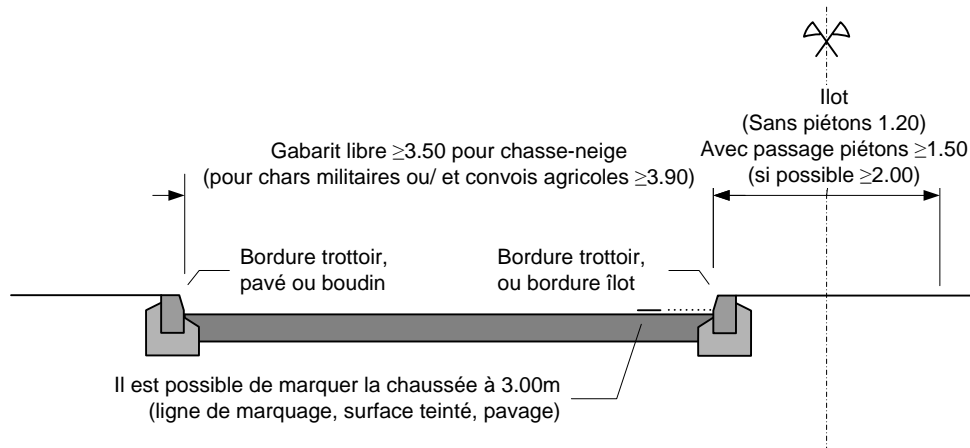 Ilot
(Sans piétons 1.20)
Avec passage piétons ≥1.50
(si possible ≥2.00)
Gabarit libre ≥3.50 pour chasse-neige
(pour chars militaires ou/ et convois agricoles ≥3.90)
Bordure trottoir,
pavé ou boudin
Bordure trottoir,
ou bordure îlot
Il est possible de marquer la chaussée à 3.00m
(ligne de marquage, surface teinté, pavage)